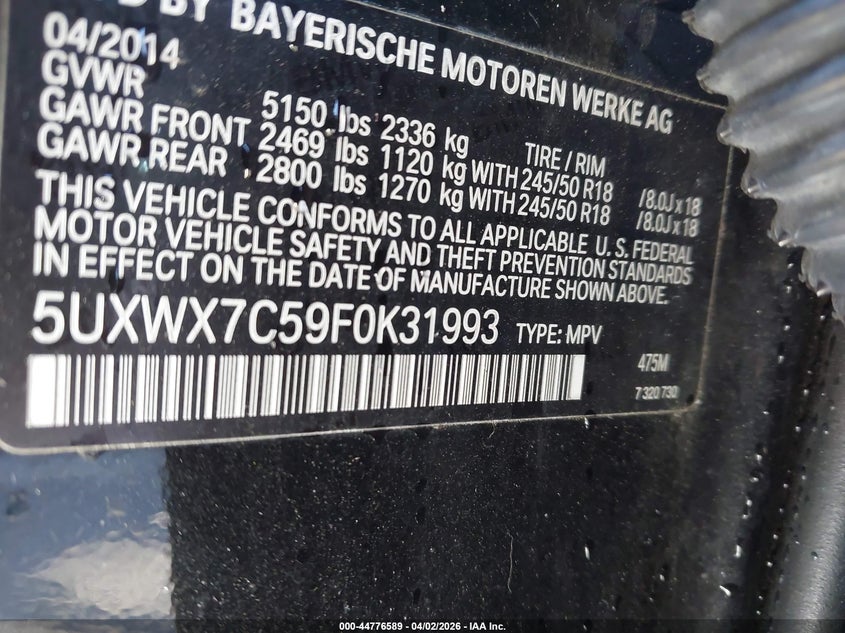 BY BAYERISCHE MOTOREN WERKE AG
04/2014
GVWR 5150 lbs 2336 kg TIRE / RIM
GAWR FRONT 2469 lbs 1120 kg WITH 245/50 R18 /8.0J x 18
GAWR REAR 2800 lbs 1270 kg WITH 245/50 R18 /8.0J x 18
THIS VEHICLE CONFORMS TO ALL APPLICABLE U. S. FEDERAL
MOTOR VEHICLE SAFETY AND THEFT PREVENTION STANDARDS
IN EFFECT ON THE DATE OF MANUFACTURE SHOWN ABOVE.
5UXWX7C59F0K31993 TYPE: MPV
475M
7 320 730
000-44776589 - 04/02/2026 - IAA Inc.